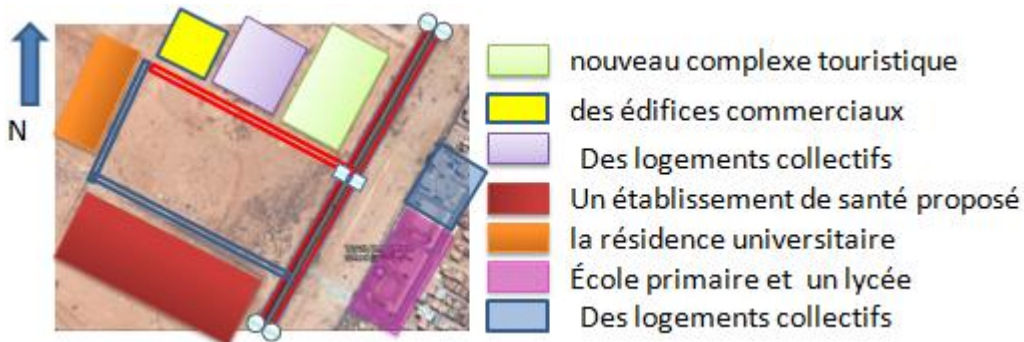 N
nouveau complexe touristique
des édifices commerciaux
Des logements collectifs
Un établissement de santé proposé
la résidence universitaire
École primaire et un lycée
Des logements collectifs